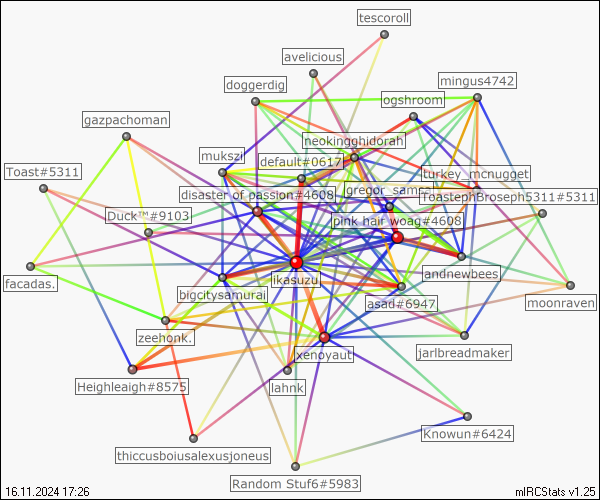 tescoroll
avelicious
doggerdig
mingus4742
ogshroom
gazpachoman
neokingghidorah
mukszi
default#0617
Toast#5311
turkey_mcnugget
disaster of passion#4608
gregor_samsa
ToastephBroseph5311#5311
Duck™#9103
pink hair woag#4608
facadas.
likasuzu
andnewbees
bigcitysamurai
asad#6947
moonraven
zeehonk.
xenoyaut
jarlbreadmaker
Heighleigh#8575
lahnk
Knowun#6424
thiccusboiusalexusjoneus
Random Stuf6#5983
16.11.2024 17:26
mIRCStats v1.25